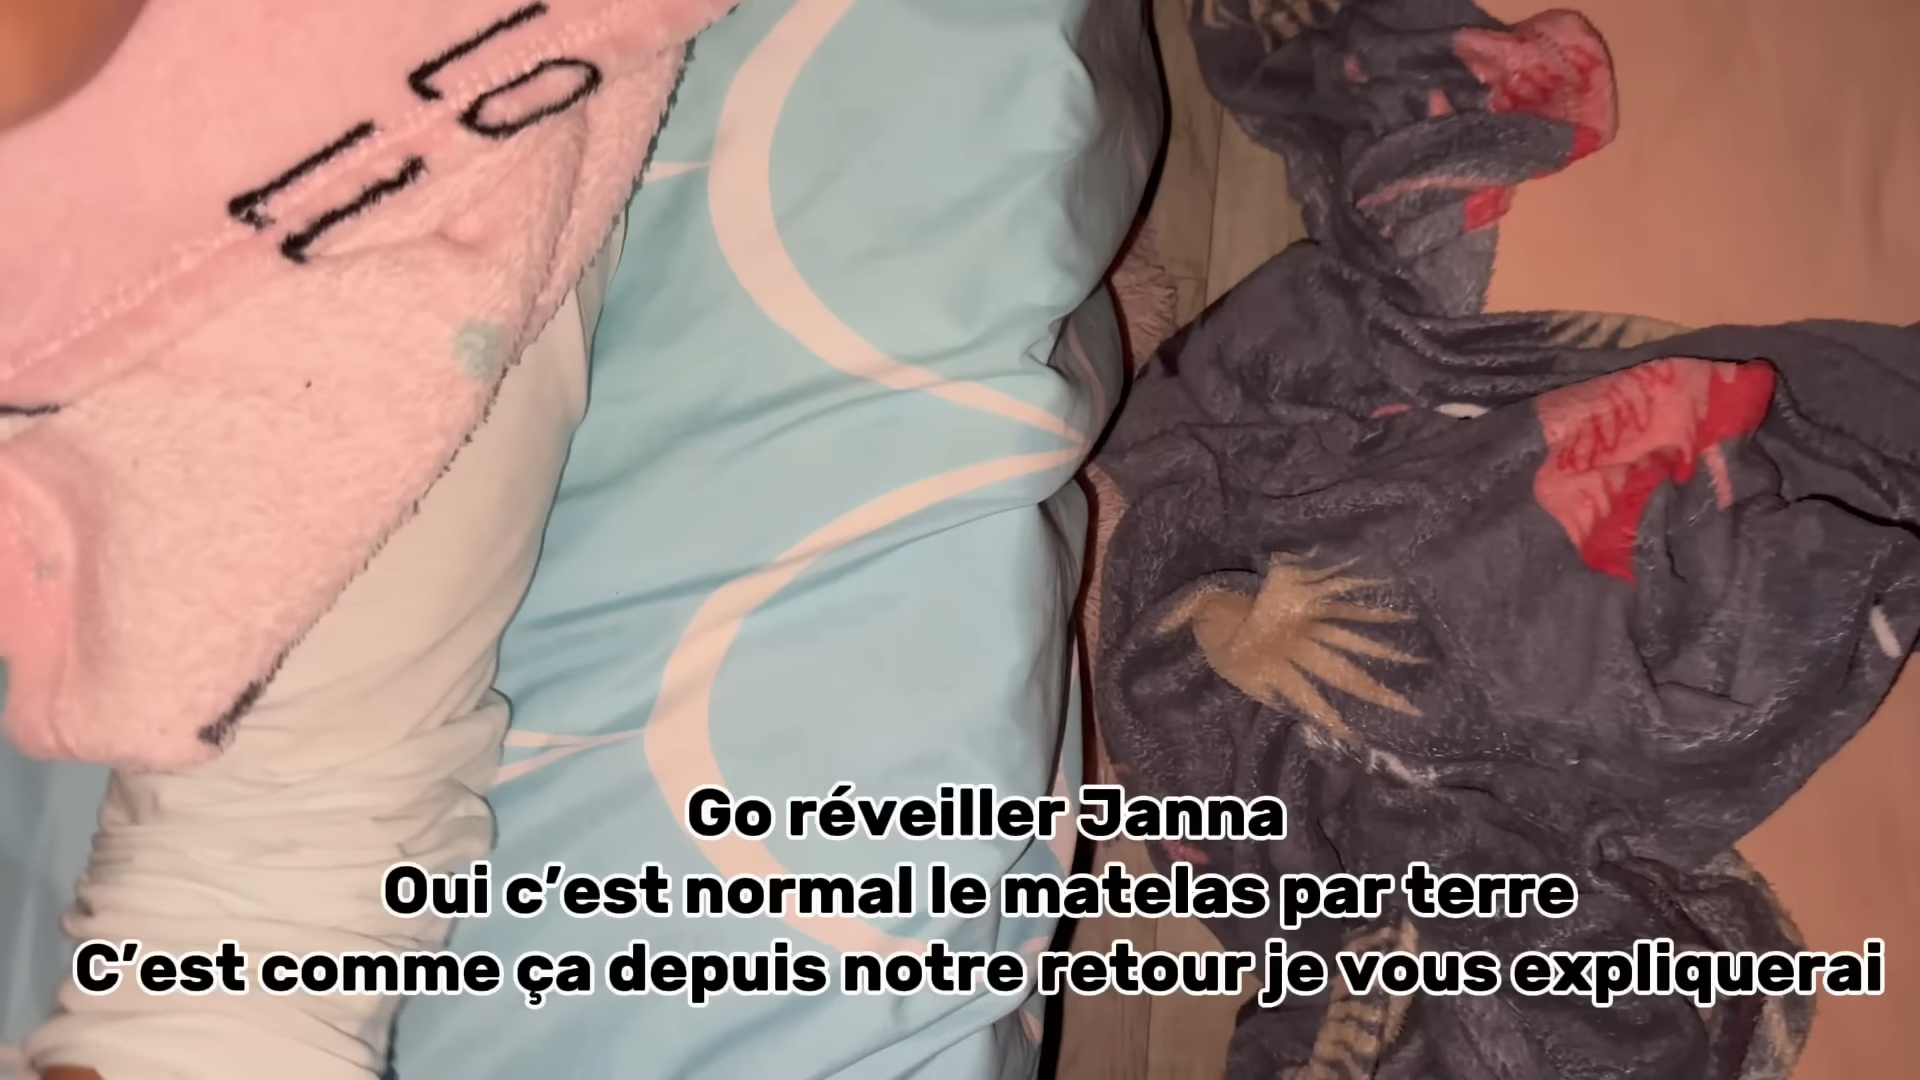 Go réveiller Janna
Oui c’est normal le matelas par terre
C’est comme ça depuis notre retour je vous expliquerai